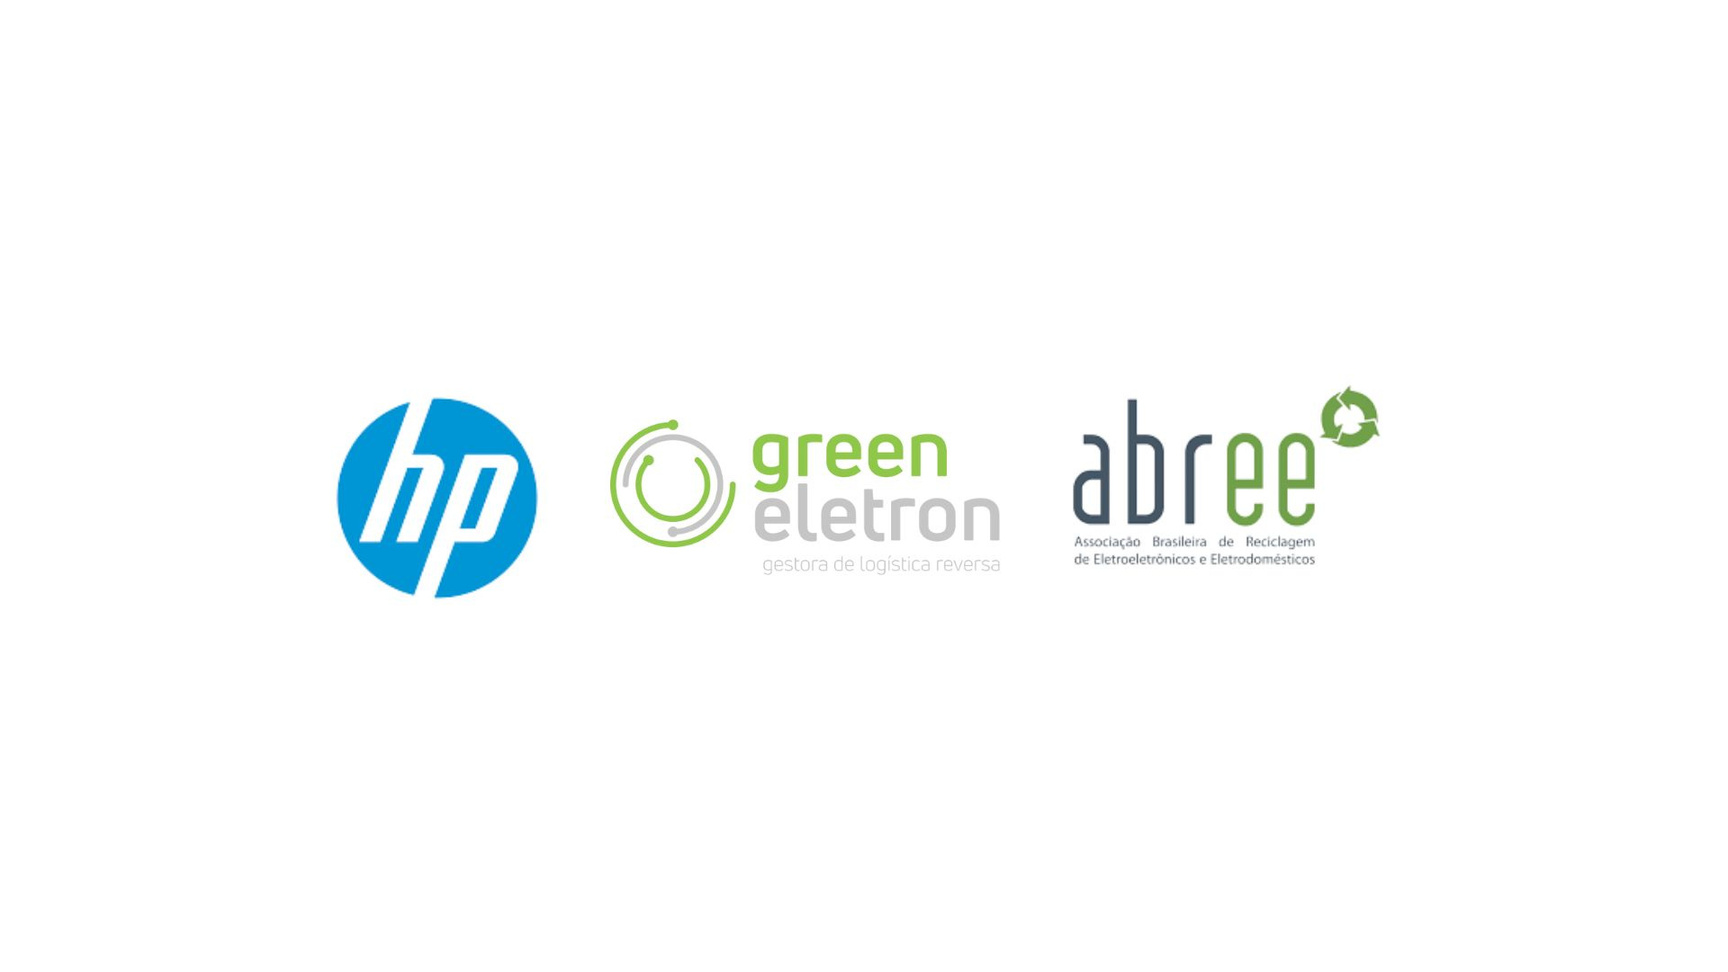 hp
green
eletron
gestora de logística reversa
abree
Associação Brasileira de Reciclagem
de Eletroeletrônicos e Eletrodomésticos